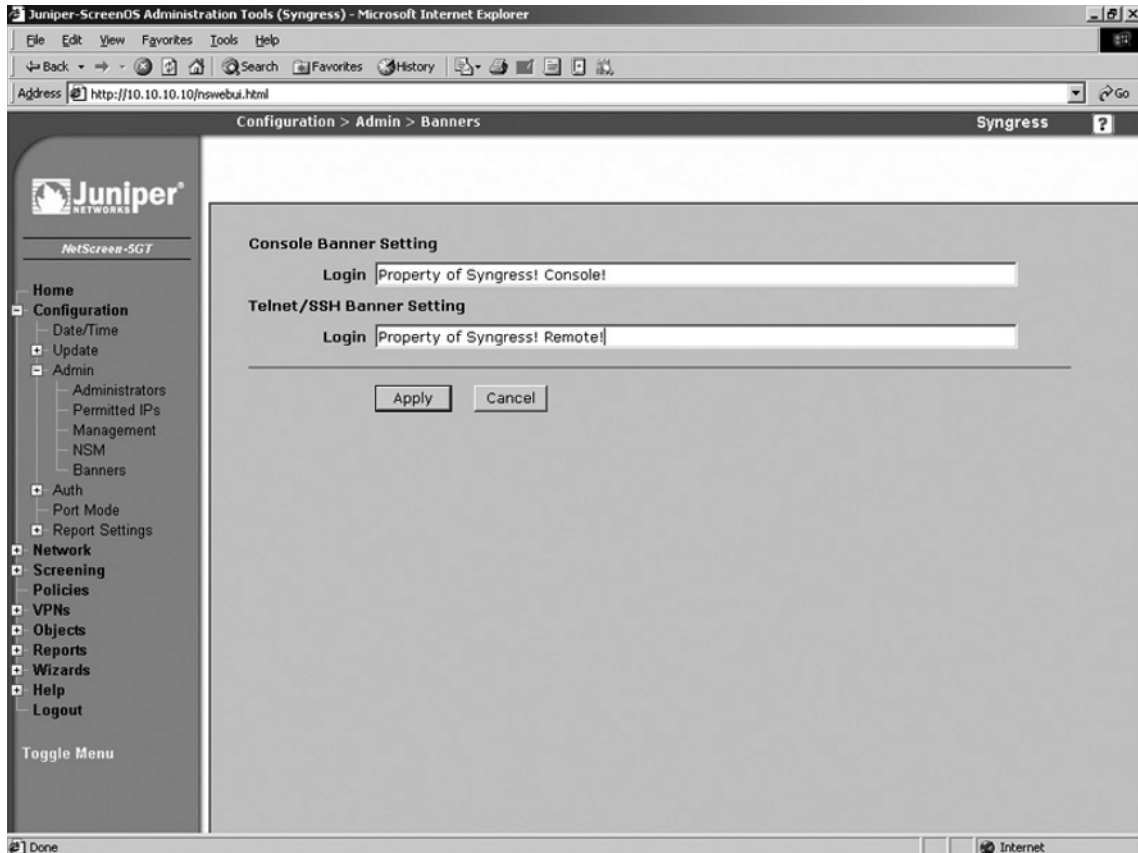 Juniper-ScreenOS Administration Tools (Syngress) - Microsoft Internet Explorer
File Edit View Favorites Tools Help
Back Search Favorites History
Address http://10.10.10.10/nswebui.html Go
Configuration > Admin > Banners Syngress ?
Juniper®
NETWORKS
NetScreen-5GT
Home
Configuration
Date/Time
Update
Admin
Administrators
Permitted IPs
Management
NSM
Banners
Auth
Port Mode
Report Settings
Network
Screening
Policies
VPNs
Objects
Reports
Wizards
Help
Logout
Toggle Menu
Console Banner Setting
Login Property of Syngress! Console!
Telnet/SSH Banner Setting
Login Property of Syngress! Remote!
Apply Cancel
Done Internet